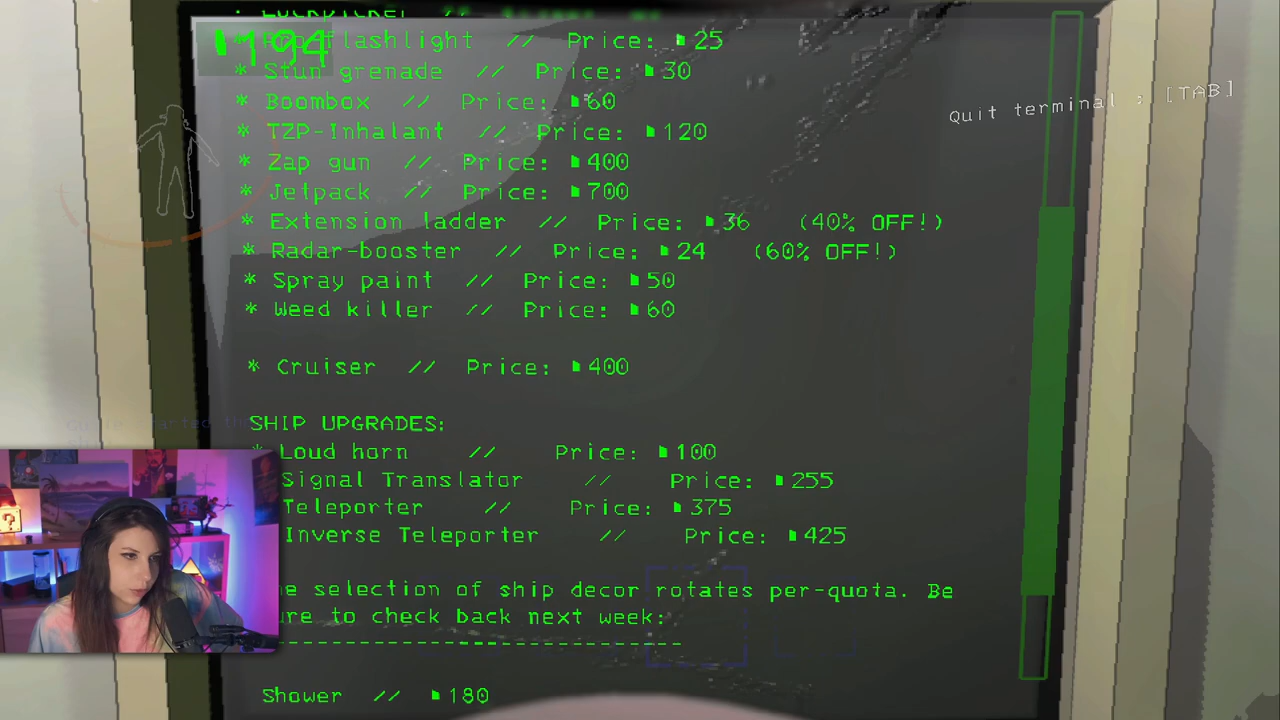 * Pro flashlight // Price: ▮25
▮194
* Stun grenade // Price: ▮30
* Boombox // Price: ▮60
* TZP-Inhalant // Price: ▮120
* Zap gun // Price: ▮400
* Jetpack // Price: ▮700
* Extension ladder // Price: ▮36 (40% OFF!)
* Radar-booster // Price: ▮24 (60% OFF!)
* Spray paint // Price: ▮50
* Weed killer // Price: ▮60
* Cruiser // Price: ▮400
SHIP UPGRADES:
* Loud horn // Price: ▮100
Signal Translator // Price: ▮255
Teleporter // Price: ▮375
Inverse Teleporter // Price: ▮425
selection of ship decor rotates per-quota. Be
to check back next week:
------------------------------
Shower // ▮180
Quit terminal : [TAB]